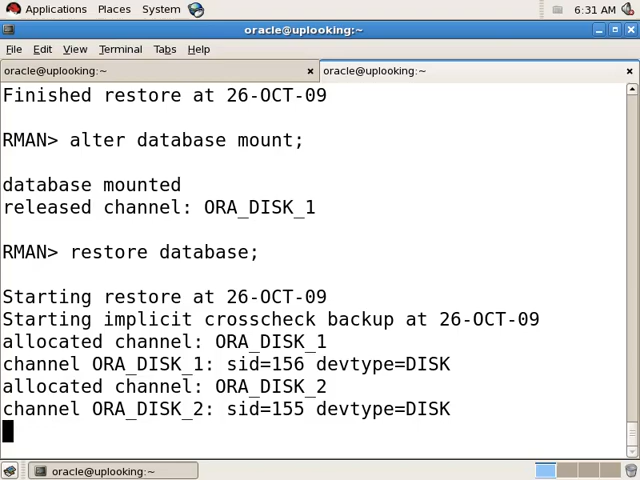 Applications Places System 6:31 AM
oracle@uplooking:~
File Edit View Terminal Tabs Help
oracle@uplooking:~ oracle@uplooking:~
Finished restore at 26-OCT-09
RMAN> alter database mount;
database mounted
released channel: ORA_DISK_1
RMAN> restore database;
Starting restore at 26-OCT-09
Starting implicit crosscheck backup at 26-OCT-09
allocated channel: ORA_DISK_1
channel ORA_DISK_1: sid=156 devtype=DISK
allocated channel: ORA_DISK_2
channel ORA_DISK_2: sid=155 devtype=DISK
oracle@uplooking:~